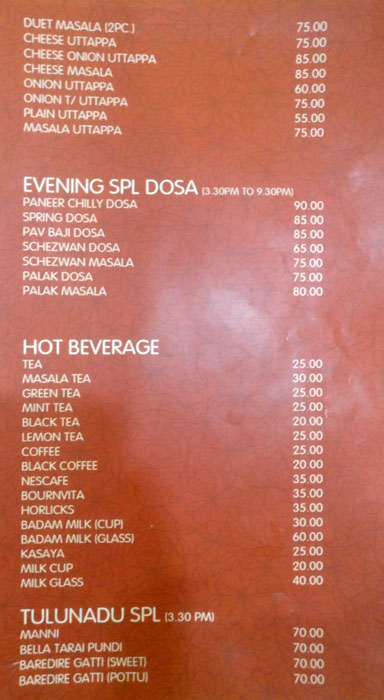 DUET MASALA (2PC.) 75.00
CHEESE UTTAPPA 75.00
CHEESE ONION UTTAPPA 85.00
CHEESE MASALA 85.00
ONION UTTAPPA 60.00
ONION T/ UTTAPPA 75.00
PLAIN UTTAPPA 55.00
MASALA UTTAPPA 75.00
EVENING SPL DOSA (3.30PM TO 9.30PM)
PANEER CHILLY DOSA 90.00
SPRING DOSA 85.00
PAV BAJI DOSA 85.00
SCHEZWAN DOSA 65.00
SCHEZWAN MASALA 75.00
PALAK DOSA 75.00
PALAK MASALA 80.00
HOT BEVERAGE
TEA 25.00
MASALA TEA 30.00
GREEN TEA 25.00
MINT TEA 25.00
BLACK TEA 20.00
LEMON TEA 25.00
COFFEE 25.00
BLACK COFFEE 20.00
NESCAFE 35.00
BOURNVITA 35.00
HORLICKS 35.00
BADAM MILK (CUP) 30.00
BADAM MILK (GLASS) 60.00
KASAYA 25.00
MILK CUP 20.00
MILK GLASS 40.00
TULUNADU SPL (3.30 PM)
MANNI 70.00
BELLA TARAI PUNDI 70.00
BAREDIRE GATTI (SWEET) 70.00
BAREDIRE GATTI (POTTU) 70.00